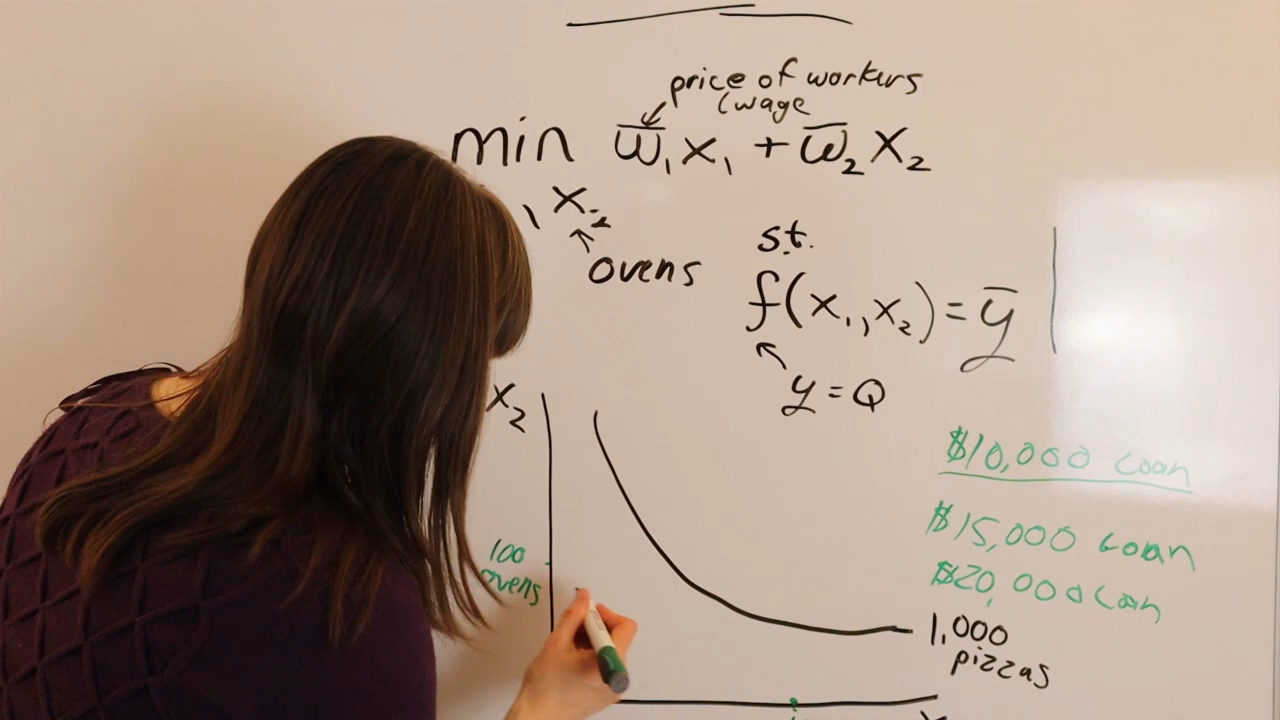 price of workers
(wage
min w̅₁x₁ + w̅₂x₂
, x₂
ovens
s.t.
f(x₁, x₂) = y̅
y = Q
x₂
$10,000 loan
$15,000 loan
$20,000 loan
100
ovens
1,000
pizzas